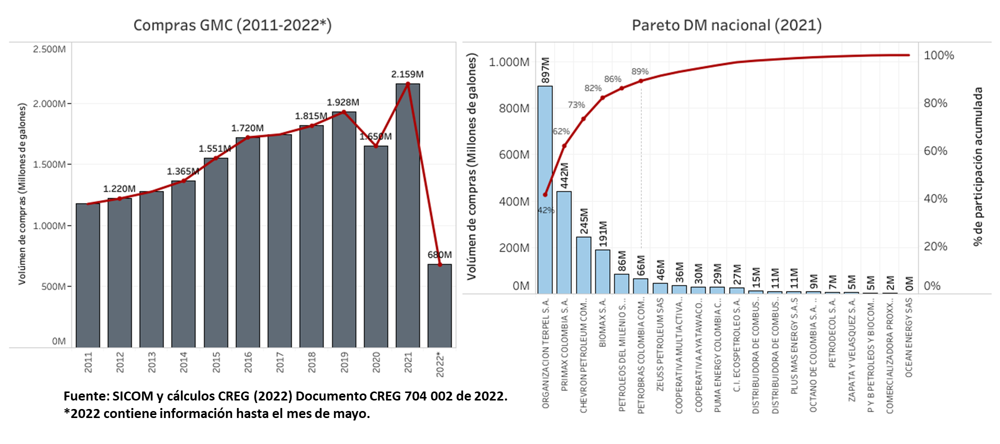 Compras GMC (2011-2022*)
Volúmen de compras (Millones de galones)
2.500M
2.000M
1.500M
1.000M
500M
0M
1.220M
1.365M
1.551M
1.720M
1.815M
1.928M
1.650M
2.159M
680M
2011
2012
2013
2014
2015
2016
2017
2018
2019
2020
2021
2022*
Pareto DM nacional (2021)
Volúmen de compras (Millones de galones)
1.000M
800M
600M
400M
200M
0M
897M
442M
245M
191M
86M
66M
46M
36M
30M
29M
27M
15M
11M
11M
9M
7M
5M
5M
2M
0M
42%
62%
73%
82%
86%
89%
100%
80%
60%
40%
20%
0%
% de participación acumulada
ORGANIZACION TERPEL S.A.
PRIMAX COLOMBIA S.A.
CHEVRON PETROLEUM COM..
BIOMAX S.A.
PETROLEOS DEL MILENIO S..
PETROBRAS COLOMBIA COM..
ZEUSS PETROLEUM SAS
COOPERATIVA MULTIACTIVA..
COOPERATIVA AYATAWACO..
PUMA ENERGY COLOMBIA C..
C.I. ECOSPETROLEO S.A.
DISTRIBUIDORA DE COMBUS..
DISTRIBUIDORA DE COMBUS..
PLUS MAS ENERGY S.A.S
OCTANO DE COLOMBIA S.A. ..
PETRODECOL S.A.
ZAPATA Y VELASQUEZ S.A.
P Y B PETROLEOS Y BIOCOM..
COMERCIALIZADORA PROXX..
OCEAN ENERGY SAS
Fuente: SICOM y cálculos CREG (2022) Documento CREG 704 002 de 2022.
*2022 contiene información hasta el mes de mayo.